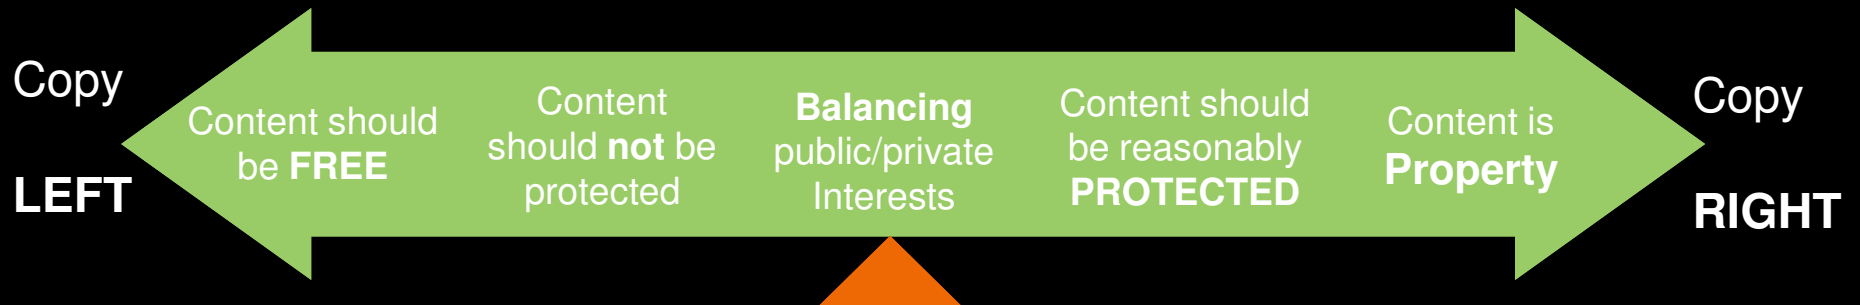 Copy
LEFT
Content should
be FREE
Content
should not be
protected
Balancing
public/private
Interests
Content should
be reasonably
PROTECTED
Content is
Property
Copy
RIGHT